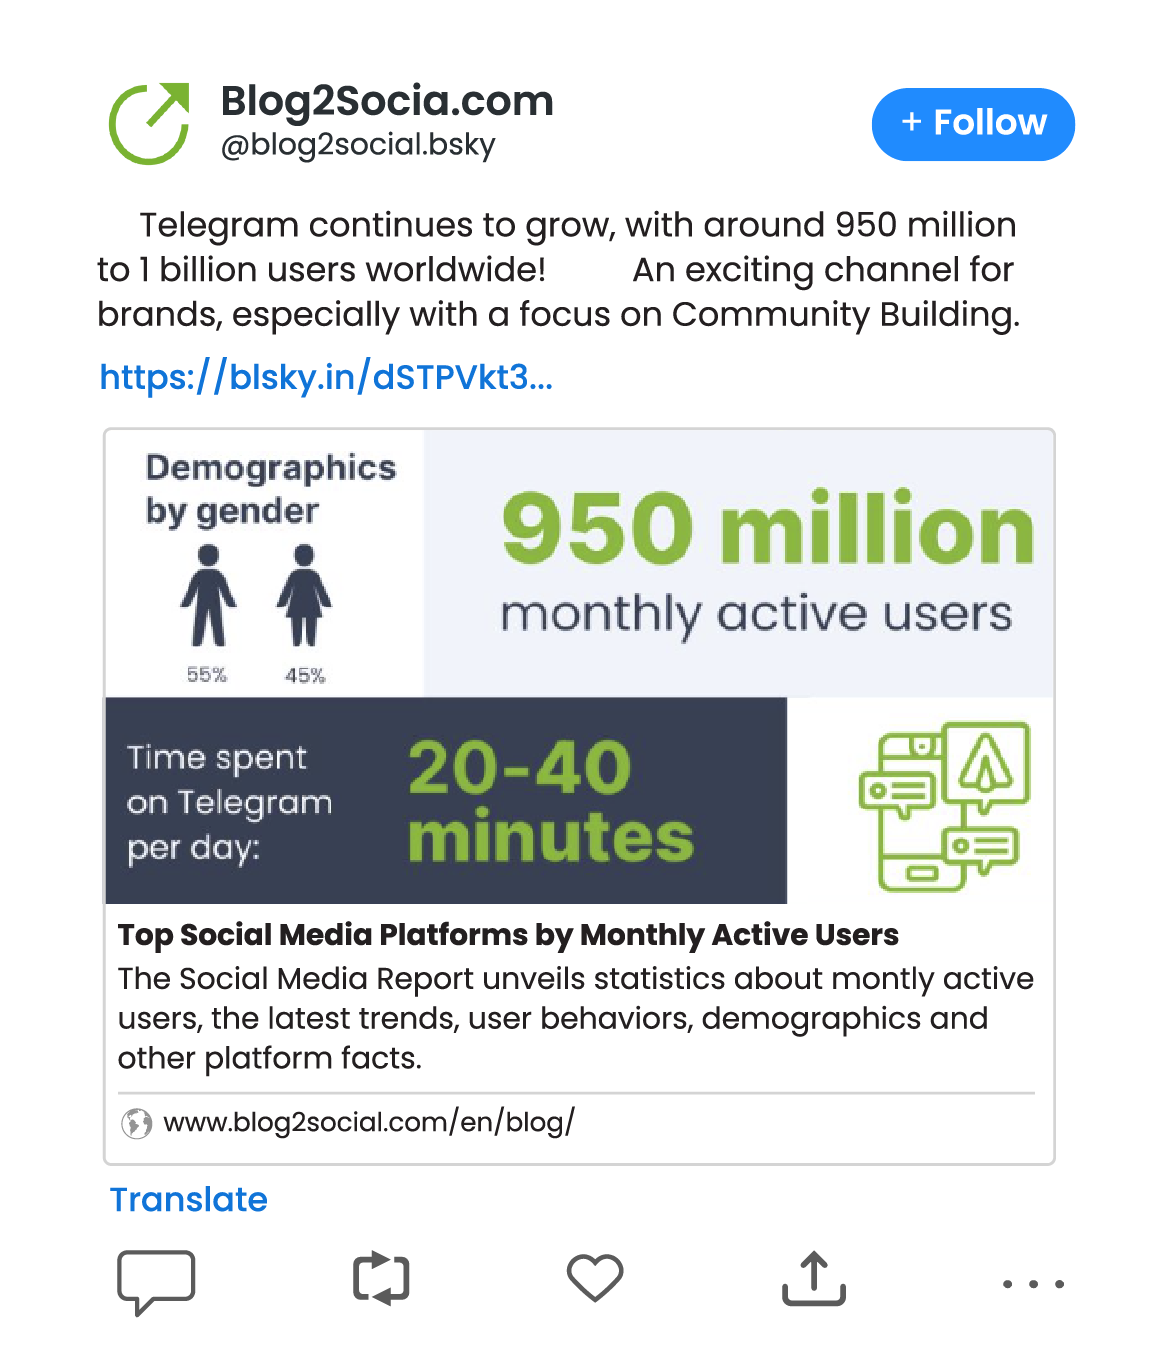 Blog2Socia.com
@blog2social.bsky
+ Follow
Telegram continues to grow, with around 950 million
to 1 billion users worldwide! An exciting channel for
brands, especially with a focus on Community Building.
https://blsky.in/dSTPVkt3...
Demographics
by gender
55% 45%
950 million
monthly active users
Time spent
on Telegram
per day:
20-40
minutes
Top Social Media Platforms by Monthly Active Users
The Social Media Report unveils statistics about montly active
users, the latest trends, user behaviors, demographics and
other platform facts.
www.blog2social.com/en/blog/
Translate